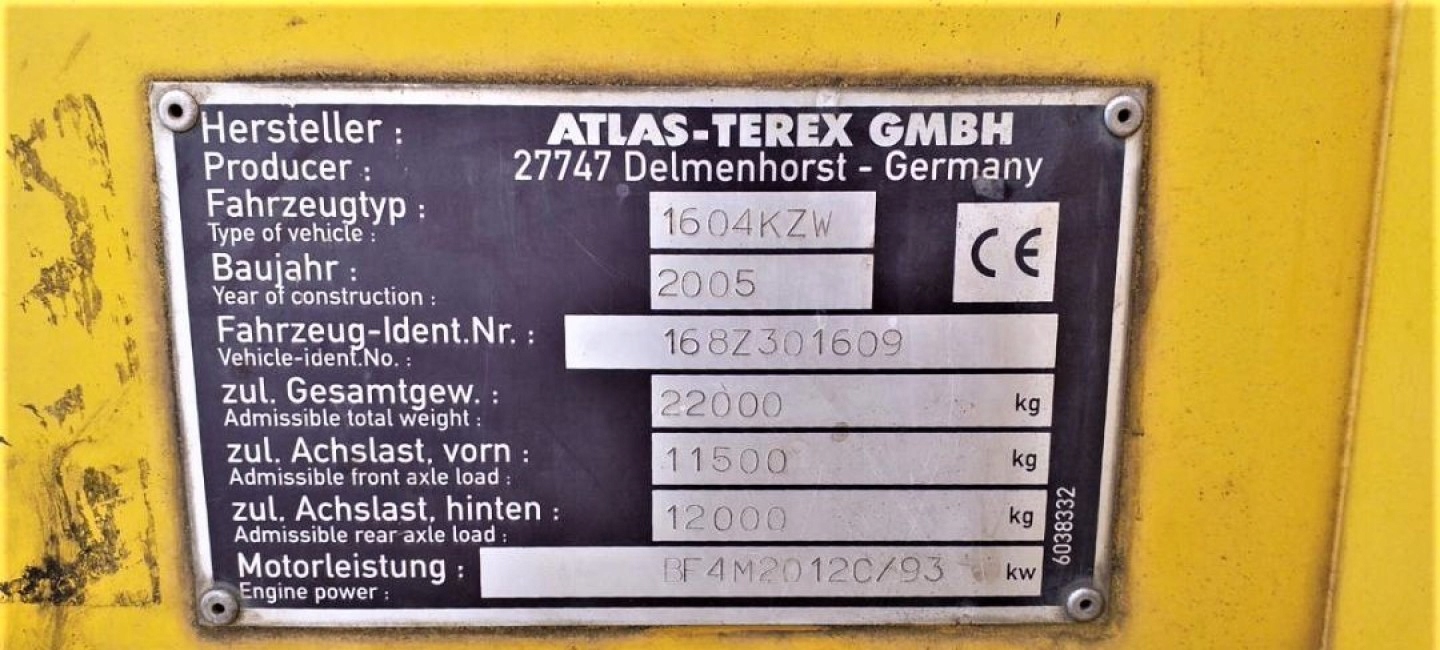 Hersteller : ATLAS-TEREX GMBH
Producer : 27747 Delmenhorst - Germany
Fahrzeugtyp : 1604KZW
Type of vehicle :
CE
Baujahr : 2005
Year of construction :
Fahrzeug-Ident.Nr. : 168Z301609
Vehicle-ident.No. :
zul. Gesamtgew. : 22000 kg
Admissible total weight :
zul. Achslast, vorn : 11500 kg
Admissible front axle load :
zul. Achslast, hinten : 12000 kg
Admissible rear axle load :
Motorleistung : BF4M2012C/93 kw
Engine power :
6038332